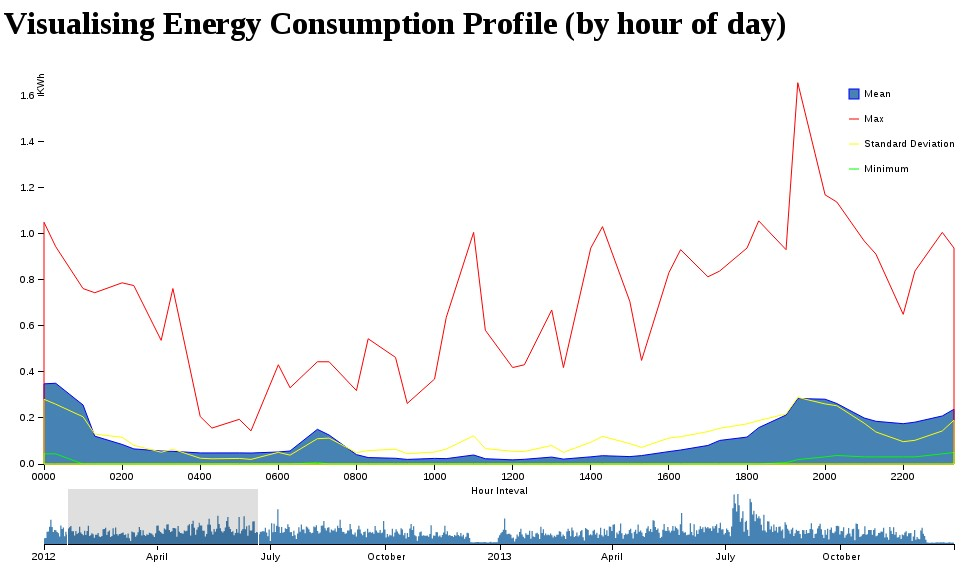 Visualising Energy Consumption Profile (by hour of day)
KWh
1.6
1.4
1.2
1.0
0.8
0.6
0.4
0.2
0.0
Mean
Max
Standard Deviation
Minimum
0000 0200 0400 0600 0800 1000 1200 1400 1600 1800 2000 2200
Hour Inteval
2012 April July October 2013 April July October